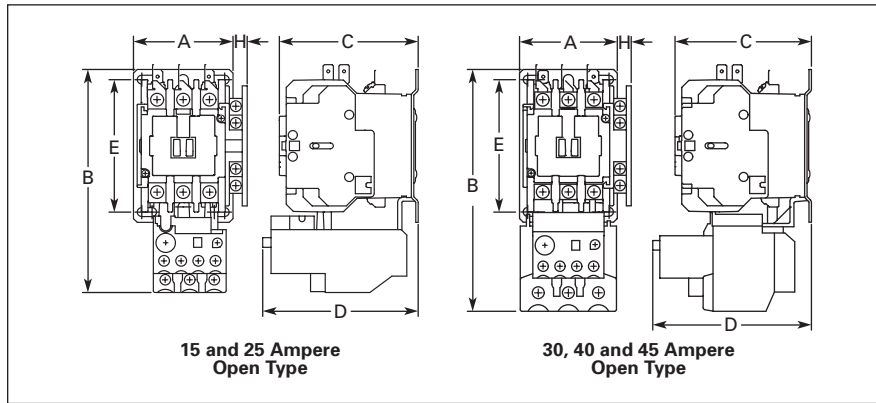 A H C
E
B
D
15 and 25 Ampere
Open Type
A H C
E
B
D
30, 40 and 45 Ampere
Open Type